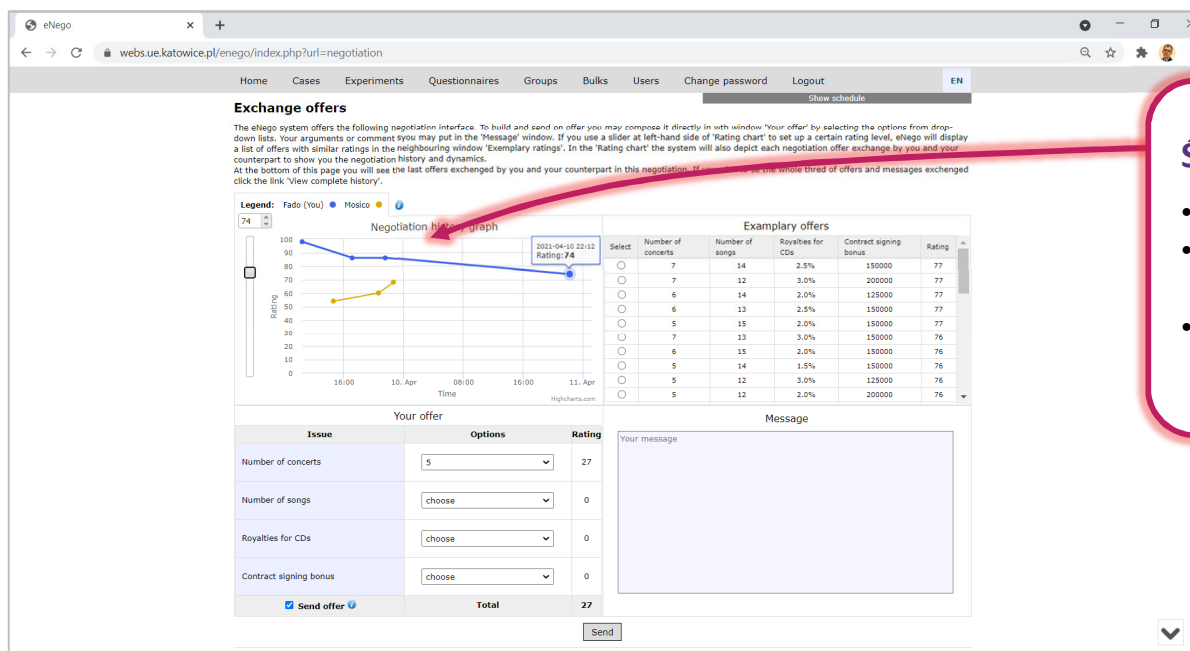 eNego
webs.ue.katowice.pl/enego/index.php?url=negotiation
Home Cases Experiments Questionnaires Groups Bulks Users Change password Logout EN
Show schedule
Exchange offers
The eNego system offers the following negotiation interface. To build and send on offer you may compose it directly in wth window 'Your offer' by selecting the options from drop-
down lists. Your arguments or comment syou may put in the 'Message' window. If you use a slider at left-hand side of 'Rating chart' to set up a certain rating level, eNego will display
a list of offers with similar ratings in the neighbouring window 'Exemplary ratings'. In the 'Rating chart' the system will also depict each negotiation offer exchange by you and your
counterpart to show you the negotiation history and dynamics.
At the bottom of this page you will see the last offers exchenged by you and your counterpart in this negotiation. If the whole thred of offers and messages exchenged
click the link 'View complete history'.
Legend: Fado (You) Mosico
74
Negotiation history graph
2021-04-10 22:12
Rating:74
100
90
80
60
50
40
30
20
10
0
Rating
16:00 10. Apr 08:00 16:00 11. Apr
Time
Highcharts.com
Examplary offers
Select Number of concerts Number of songs Royalties for CDs Contract signing bonus Rating
7 14 2.5% 150000 77
7 12 3.0% 200000 77
6 14 2.0% 125000 77
6 13 2.5% 150000 77
5 15 2.0% 150000 77
7 13 3.0% 150000 76
6 15 2.0% 150000 76
5 14 1.5% 150000 76
5 12 3.0% 125000 76
5 12 2.0% 200000 76
Your offer
Issue Options Rating
Number of concerts 5 27
Number of songs choose 0
Royalties for CDs choose 0
Contract signing bonus choose 0
Send offer Total 27
Message
Your message
Send